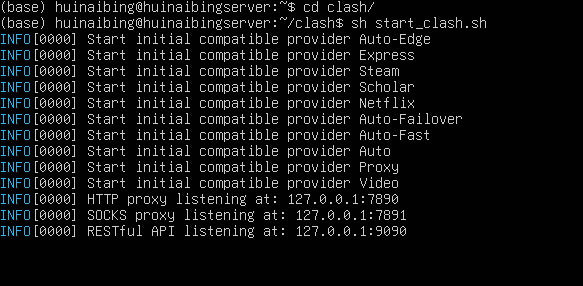 (base) huinaibing@huinaibingserver:~$ cd clash/
(base) huinaibing@huinaibingserver:~/clash$ sh start_clash.sh
INFO[0000] Start initial compatible provider Auto-Edge
INFO[0000] Start initial compatible provider Express
INFO[0000] Start initial compatible provider Steam
INFO[0000] Start initial compatible provider Scholar
INFO[0000] Start initial compatible provider Netflix
INFO[0000] Start initial compatible provider Auto-Failover
INFO[0000] Start initial compatible provider Auto-Fast
INFO[0000] Start initial compatible provider Auto
INFO[0000] Start initial compatible provider Proxy
INFO[0000] Start initial compatible provider Video
INFO[0000] HTTP proxy listening at: 127.0.0.1:7890
INFO[0000] SOCKS proxy listening at: 127.0.0.1:7891
INFO[0000] RESTful API listening at: 127.0.0.1:9090